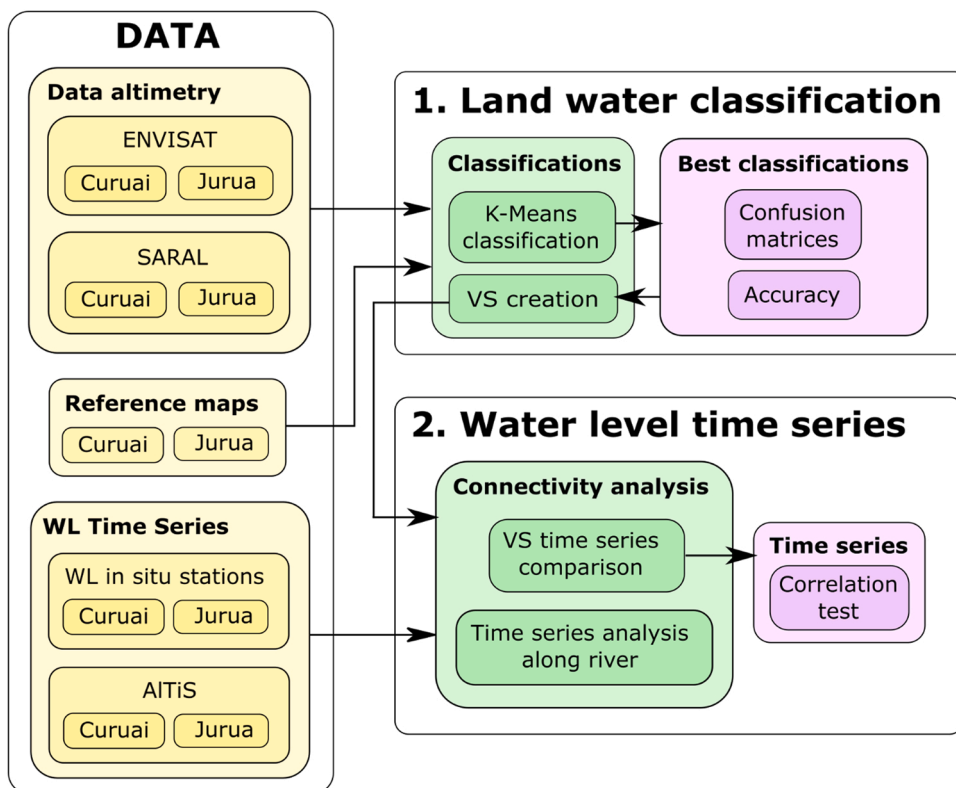 DATA
Data altimetry
ENVISAT
Curuai
Jurua
SARAL
Curuai
Jurua
Reference maps
Curuai
Jurua
WL Time Series
WL in situ stations
Curuai
Jurua
AlTiS
Curuai
Jurua
1. Land water classification
Classifications
K-Means
classification
VS creation
Best classifications
Confusion
matrices
Accuracy
2. Water level time series
Connectivity analysis
VS time series
comparison
Time series analysis
along river
Time series
Correlation
test